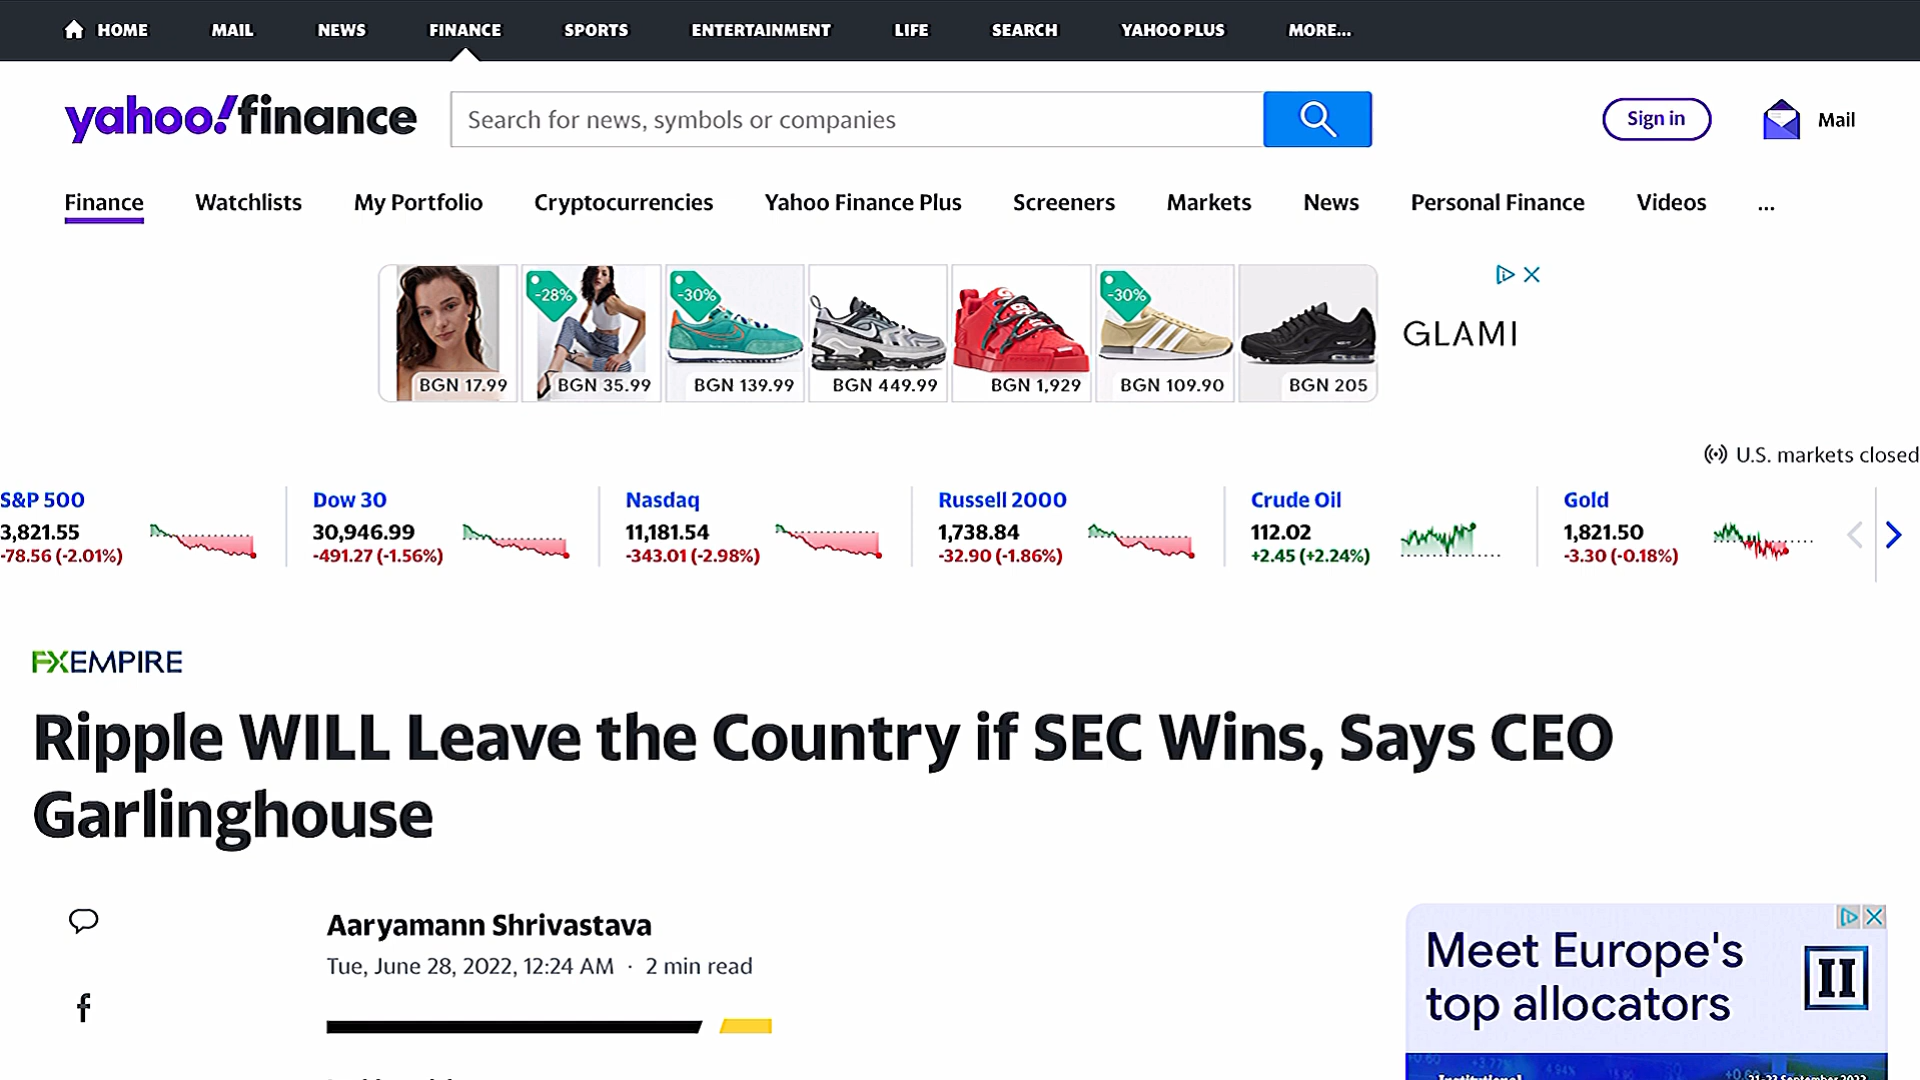 HOME MAIL NEWS FINANCE SPORTS ENTERTAINMENT LIFE SEARCH YAHOO PLUS MORE...
yahoo!finance
Search for news, symbols or companies
Sign in
Mail
Finance Watchlists My Portfolio Cryptocurrencies Yahoo Finance Plus Screeners Markets News Personal Finance Videos ...
-28% -30% -30%
GLAMI
BGN 17.99 BGN 35.99 BGN 139.99 BGN 449.99 BGN 1,929 BGN 109.90 BGN 205
U.S. markets closed
S&P 500 Dow 30 Nasdaq Russell 2000 Crude Oil Gold
3,821.55 30,946.99 11,181.54 1,738.84 112.02 1,821.50
-78.56 (-2.01%) -491.27 (-1.56%) -343.01 (-2.98%) -32.90 (-1.86%) +2.45 (+2.24%) -3.30 (-0.18%)
FXEMPIRE
Ripple WILL Leave the Country if SEC Wins, Says CEO
Garlinghouse
Aaryamann Shrivastava
Tue, June 28, 2022, 12:24 AM · 2 min read
Meet Europe's
top allocators